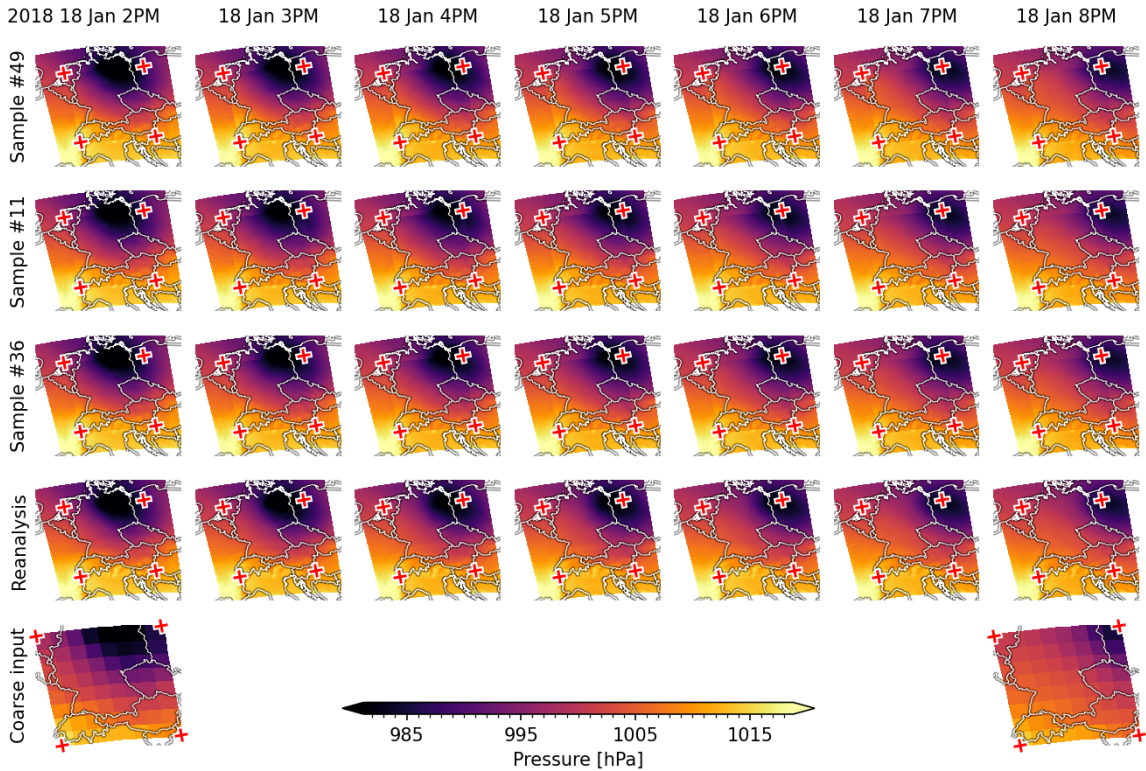 2018 18 Jan 2PM 18 Jan 3PM 18 Jan 4PM 18 Jan 5PM 18 Jan 6PM 18 Jan 7PM 18 Jan 8PM
Sample #49
Sample #11
Sample #36
Reanalysis
Coarse input
985 995 1005 1015
Pressure [hPa]